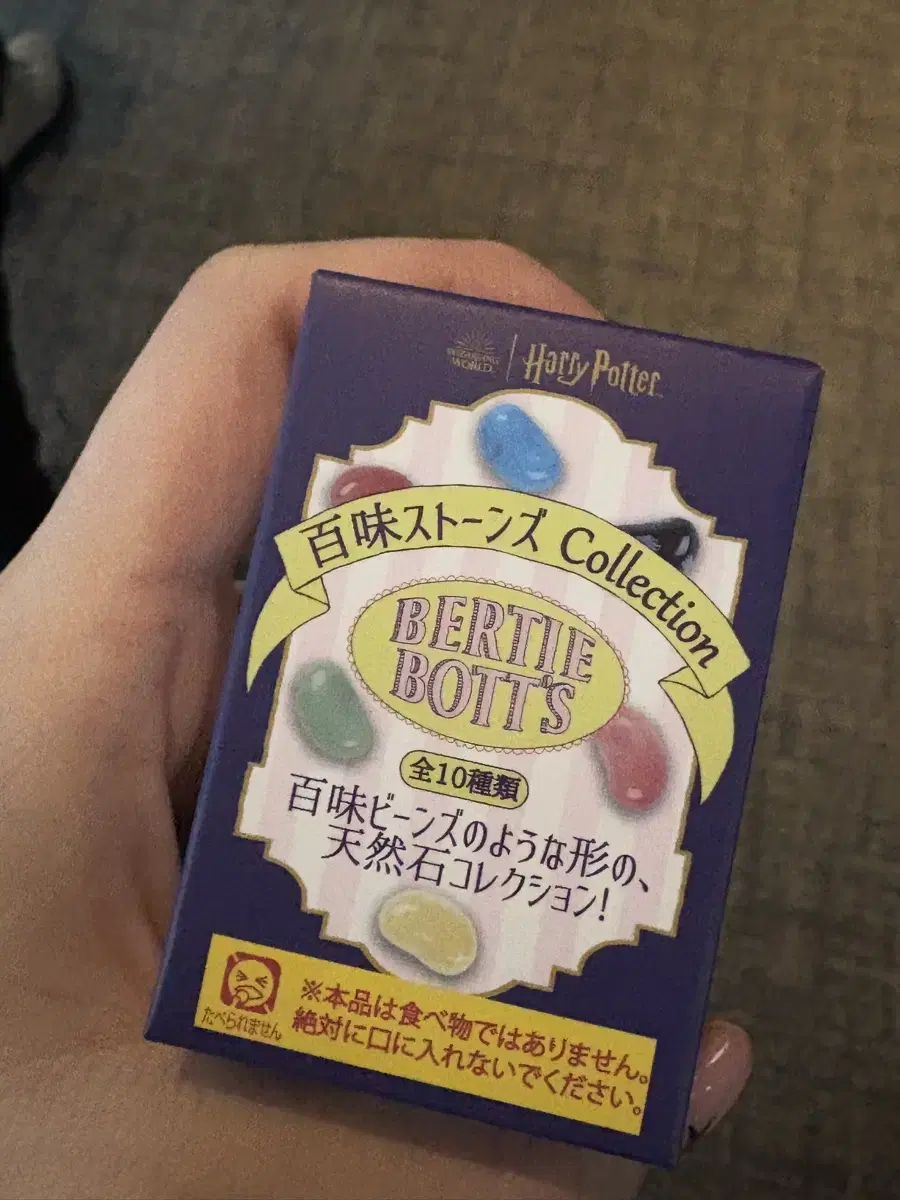 WIZARDING WORLD
Harry Potter
百味ストーンズ Collection
BERTIE
BOTT'S
全10種類
百味ビーンズのような形の、
天然石コレクション!
たべられません
※本品は食べ物ではありません。
絶対に口に入れないでください。